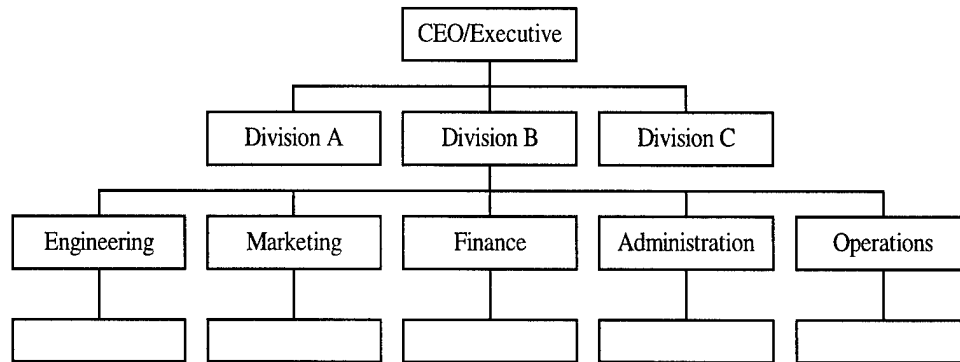 CEO/Executive
Division A
Division B
Division C
Engineering
Marketing
Finance
Administration
Operations